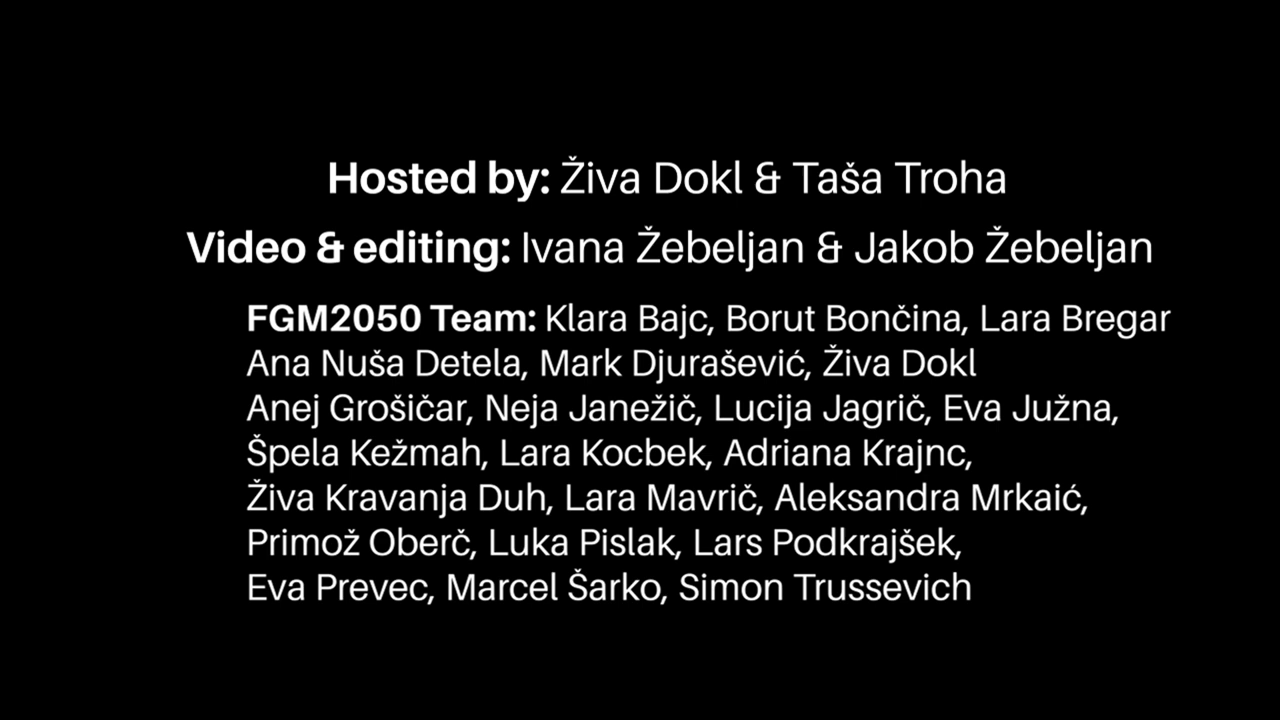 Hosted by: Živa Dokl & Taša Troha
Video & editing: Ivana Žebeljan & Jakob Žebeljan
FGM2050 Team: Klara Bajc, Borut Bončina, Lara Bregar
Ana Nuša Detela, Mark Djurašević, Živa Dokl
Anej Grošičar, Neja Janežič, Lucija Jagrič, Eva Južna,
Špela Kežmah, Lara Kocbek, Adriana Krajnc,
Živa Kravanja Duh, Lara Mavrič, Aleksandra Mrkaić,
Primož Oberč, Luka Pislak, Lars Podkrajšek,
Eva Prevec, Marcel Šarko, Simon Trussevich